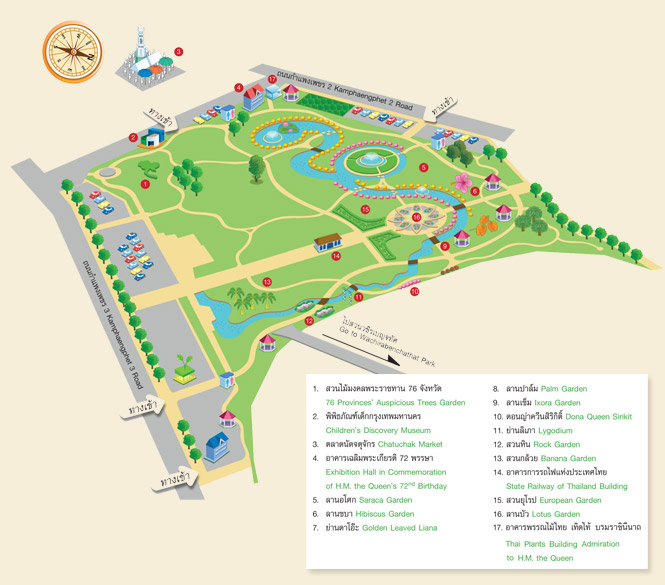 N
3
ถนนกำแพงเพชร 2 Kamphaengphet 2 Road
4
17
ทางเข้า
ทางเข้า
2
1
5
6
15
16
9
14
13
11
10
12
ถนนกำแพงเพชร 3 Kamphaengphet 3 Road
ไปสวนวชิรเบญจทัศ
Go to Wachirabenchathat Park
ทางเข้า
ทางเข้า
1. สวนไม้มงคลพระราชทาน 76 จังหวัด
76 Provinces' Auspicious Trees Garden
2. พิพิธภัณฑ์เด็กกรุงเทพมหานคร
Children's Discovery Museum
3. ตลาดนัดจตุจักร Chatuchak Market
4. อาคารเฉลิมพระเกียรติ 72 พรรษา
Exhibition Hall in Commemoration
of H.M. the Queen's 72nd Birthday
5. ลานอโศก Saraca Garden
6. ลานชบา Hibiscus Garden
7. ย่านดาโอ๊ะ Golden Leaved Liana
8. ลานปาล์ม Palm Garden
9. ลานเข็ม Ixora Garden
10. ดอนญ่าควีนสิริกิติ์ Dona Queen Sirikit
11. ย่านลิเภา Lygodium
12. สวนหิน Rock Garden
13. สวนกล้วย Banana Garden
14. อาคารการรถไฟแห่งประเทศไทย
State Railway of Thailand Building
15. สวนยุโรป European Garden
16. ลานบัว Lotus Garden
17. อาคารพรรณไม้ไทย เทิดไท้ บรมราชินีนาถ
Thai Plants Building Admiration
to H.M. the Queen